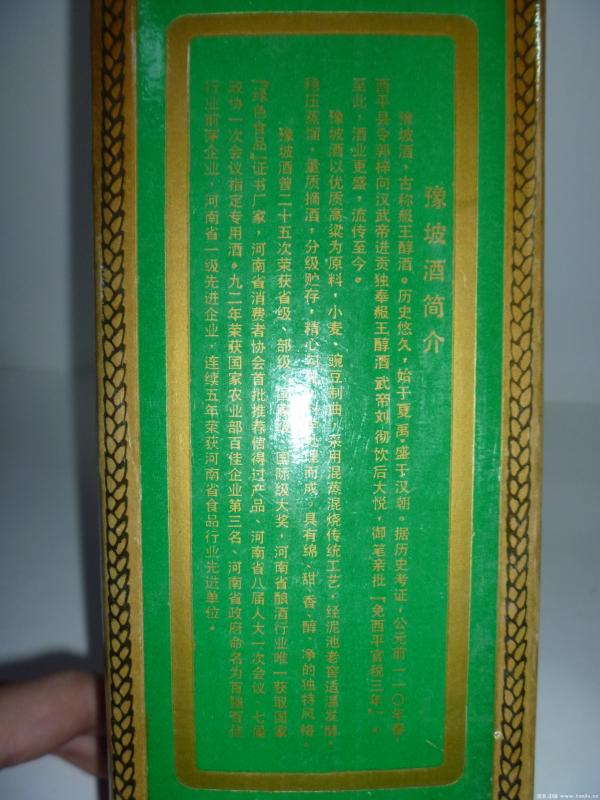 豫坡酒简介
豫坡酒，古称赧王醇酒。历史悠久，始于夏禹，盛于汉朝。据历史考证，公元前一一〇年春，
西平县令郭梓向汉武帝进贡独奉赧王醇酒 武帝刘彻饮后大悦，御笔亲批「免西平官税三年」。
至此，酒业更盛，流传至今。
豫坡酒以优质高粱为原料，小麦、豌豆制曲，采用混蒸混烧传统工艺，经泥池老窖适温发酵，
稳压蒸馏，量质摘酒，分级贮存，精心勾 理而成。具有绵、甜、香、醇、净的独特风格。
豫坡酒曾二十五次荣获省级、部级、国 国际级大奖，河南省酿酒行业唯一获取国家
「绿色食品」证书厂家，河南省消费者协会首批推荐信得过产品、河南省八届人大一次会议、七届
政协一次会议指定专用酒。九二年荣获国家农业部百佳企业第三名、河南省政府命名为百强百佳
行业前茅企业，河南省一级先进企业，连续五年荣获河南省食品行业先进单位。